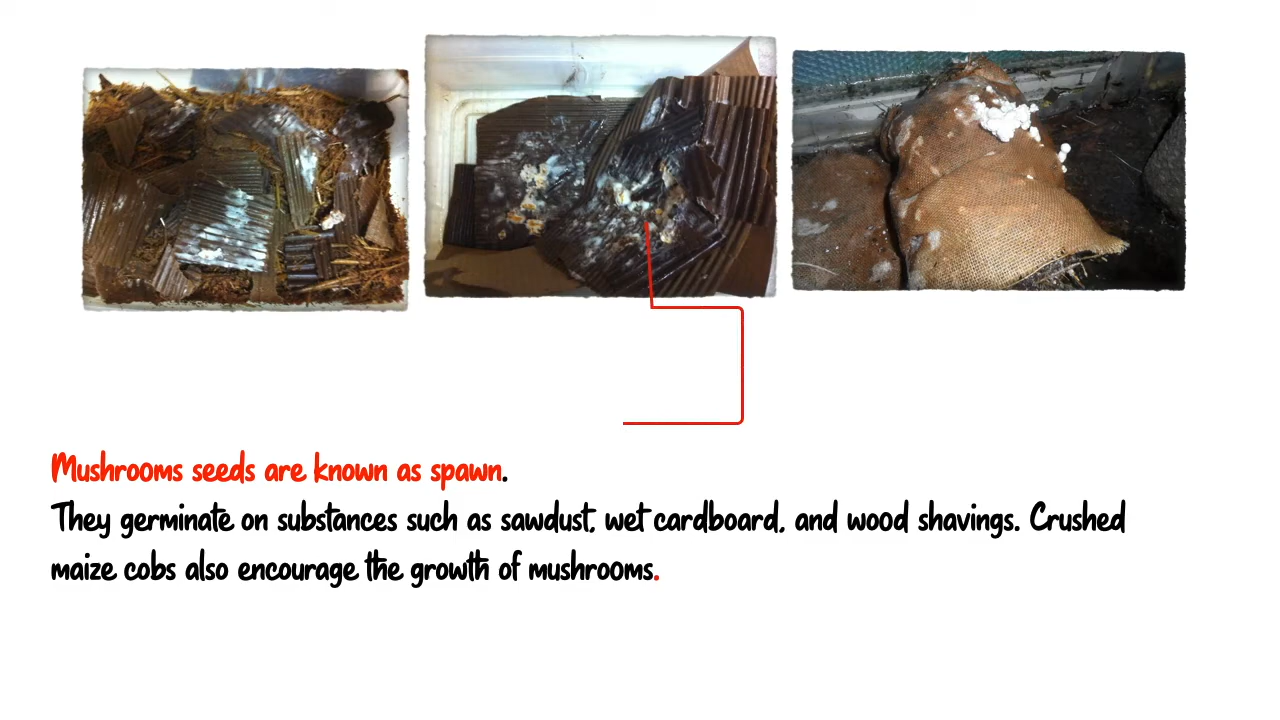 Mushrooms seeds are known as spawn.
They germinate on substances such as sawdust, wet cardboard, and wood shavings. Crushed
maize cobs also encourage the growth of mushrooms.